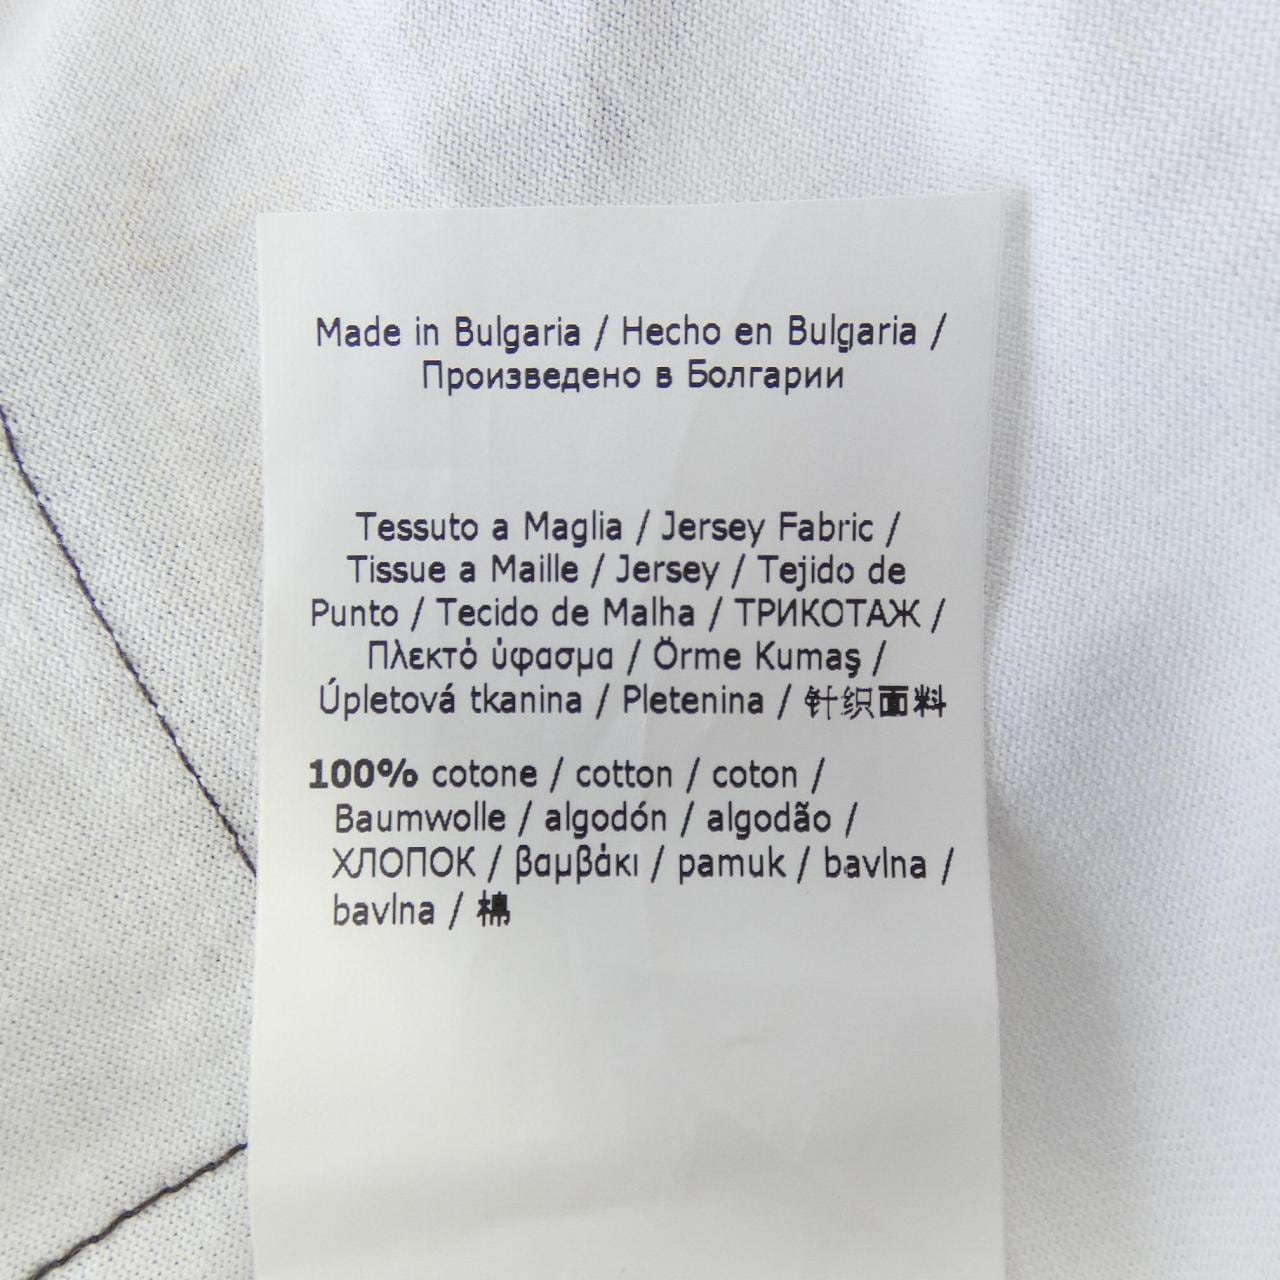 Made in Bulgaria / Hecho en Bulgaria /
Произведено в Болгарии
Tessuto a Maglia / Jersey Fabric /
Tissue a Maille / Jersey / Tejido de
Punto / Tecido de Malha / ТРИКОТАЖ /
Πλεκτό ύφασμα / Örme Kumaş /
Úpletová tkanina / Pletenina / 针织面料
100% cotone / cotton / coton /
Baumwolle / algodón / algodão /
ХЛОПОК / βαμβάκι / pamuk / bavlna /
bavlna / 棉